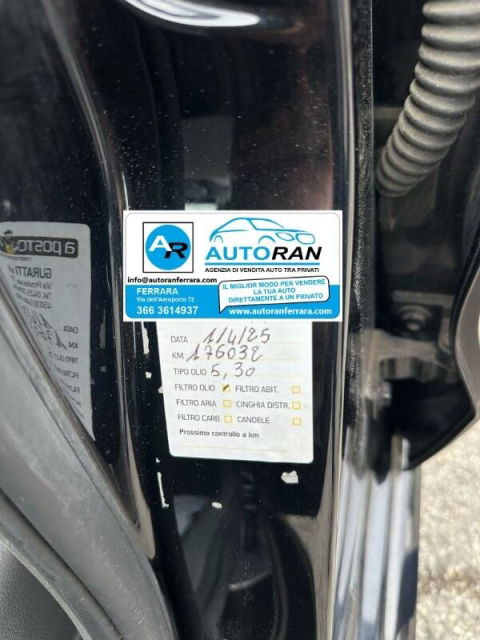 AR
AUTORAN
AGENZIA DI VENDITA AUTO TRA PRIVATI
info@autoranferrara.com
FERRARA
Via dell'Aeroporto 72
366 3614937
IL MIGLIOR MODO PER VENDERE
LA TUA AUTO
DIRETTAMENTE A UN PRIVATO
www.autoranferrara.com
a posto
GURATTI
DATA 1/4/25
KM 176032
TIPO OLIO 5,30
FILTRO OLIO FILTRO ABIT.
FILTRO ARIA CINGHIA DISTR.
FILTRO CARB. CANDELE
Prossimo controllo a km